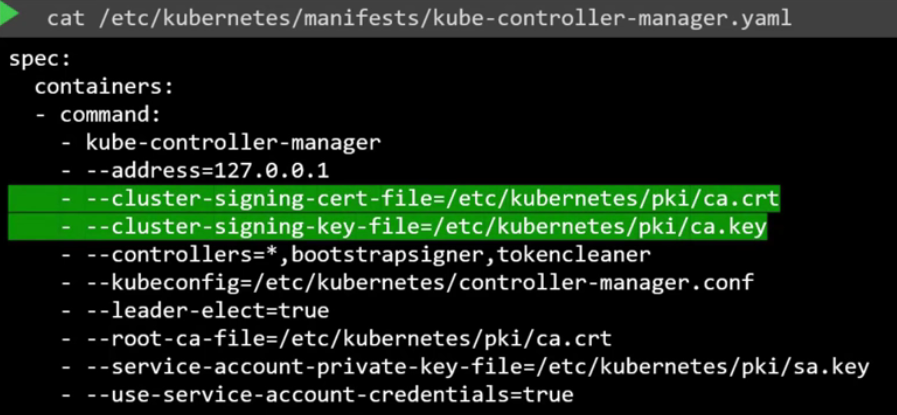 cat /etc/kubernetes/manifests/kube-controller-manager.yaml
spec:
  containers:
  - command:
    - kube-controller-manager
    - --address=127.0.0.1
    - --cluster-signing-cert-file=/etc/kubernetes/pki/ca.crt
    - --cluster-signing-key-file=/etc/kubernetes/pki/ca.key
    - --controllers=*,bootstrapsigner,tokencleaner
    - --kubeconfig=/etc/kubernetes/controller-manager.conf
    - --leader-elect=true
    - --root-ca-file=/etc/kubernetes/pki/ca.crt
    - --service-account-private-key-file=/etc/kubernetes/pki/sa.key
    - --use-service-account-credentials=true